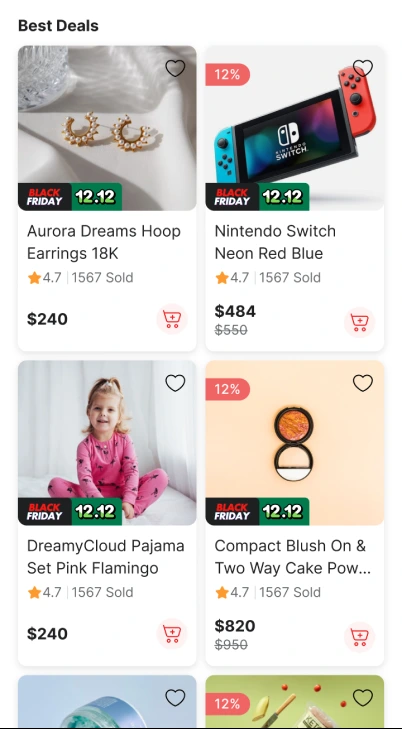 Best Deals
BLACK
FRIDAY
12.12
Aurora Dreams Hoop
Earrings 18K
4.7
1567 Sold
$240
12%
NINTENDO
SWITCH
BLACK
FRIDAY
12.12
Nintendo Switch
Neon Red Blue
4.7
1567 Sold
$484
$550
BLACK
FRIDAY
12.12
DreamyCloud Pajama
Set Pink Flamingo
4.7
1567 Sold
$240
12%
BLACK
FRIDAY
12.12
Compact Blush On &
Two Way Cake Pow...
4.7
1567 Sold
$820
$950
12%
KETO